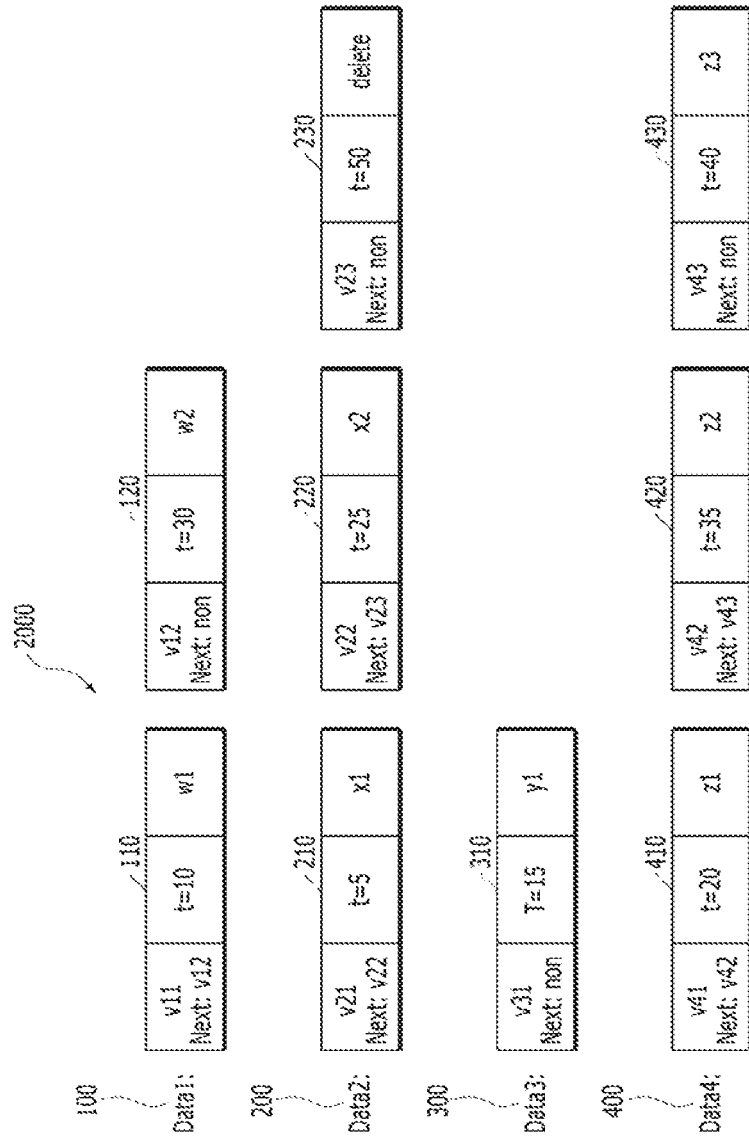 2000
100
Data1:
110
v11
Next: v12
t=10
w1
120
v12
Next: non
t=30
w2
200
Data2:
210
v21
Next: v22
t=5
x1
220
v22
Next: v23
t=25
x2
230
v23
Next: non
t=50
delete
300
Data3:
310
v31
Next: non
T=15
y1
400
Data4:
410
v41
Next: v42
t=20
z1
420
v42
Next: v43
t=35
z2
430
v43
Next: non
t=40
z3